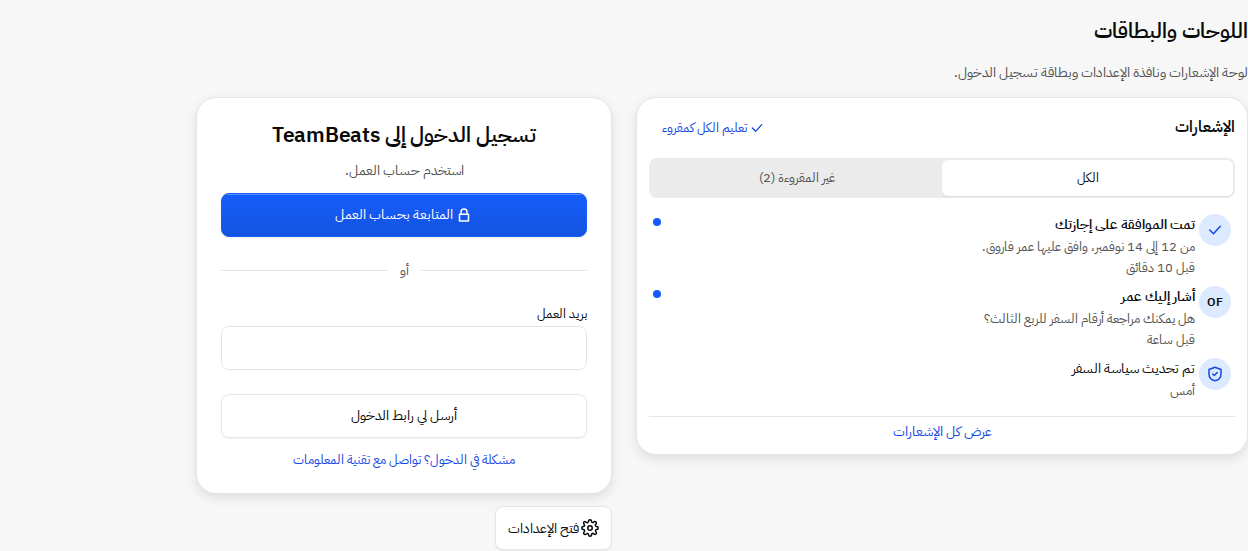 اللوحات والبطاقات
لوحة الإشعارات ونافذة الإعدادات وبطاقة تسجيل الدخول.
الإشعارات
تعليم الكل كمقروء
الكل
غير المقروءة (2)
تمت الموافقة على إجازتك
من 12 إلى 14 نوفمبر، وافق عليها عمر فاروق.
قبل 10 دقائق
OF
أشار إليك عمر
هل يمكنك مراجعة أرقام السفر للربع الثالث؟
قبل ساعة
تم تحديث سياسة السفر
أمس
عرض كل الإشعارات
تسجيل الدخول إلى TeamBeats
استخدم حساب العمل.
المتابعة بحساب العمل
أو
بريد العمل
أرسل لي رابط الدخول
مشكلة في الدخول؟ تواصل مع تقنية المعلومات
فتح الإعدادات